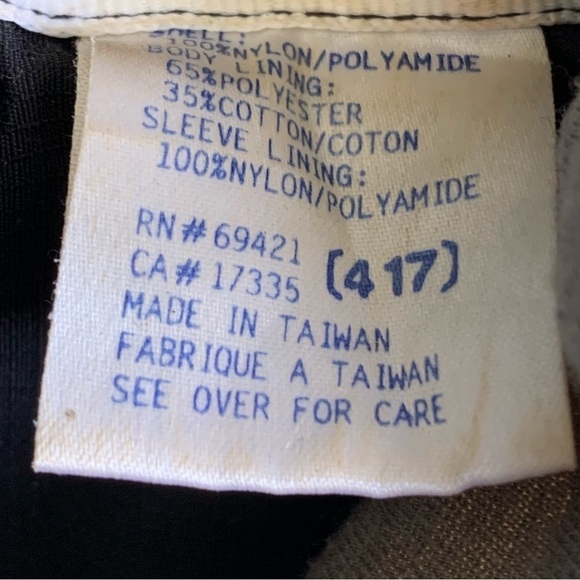 SHELL:
100%NYLON/POLYAMIDE
BODY LINING:
65%POLYESTER
35%COTTON/COTON
SLEEVE LINING:
100%NYLON/POLYAMIDE
RN#69421
CA#17335 (417)
MADE IN TAIWAN
FABRIQUE A TAIWAN
SEE OVER FOR CARE